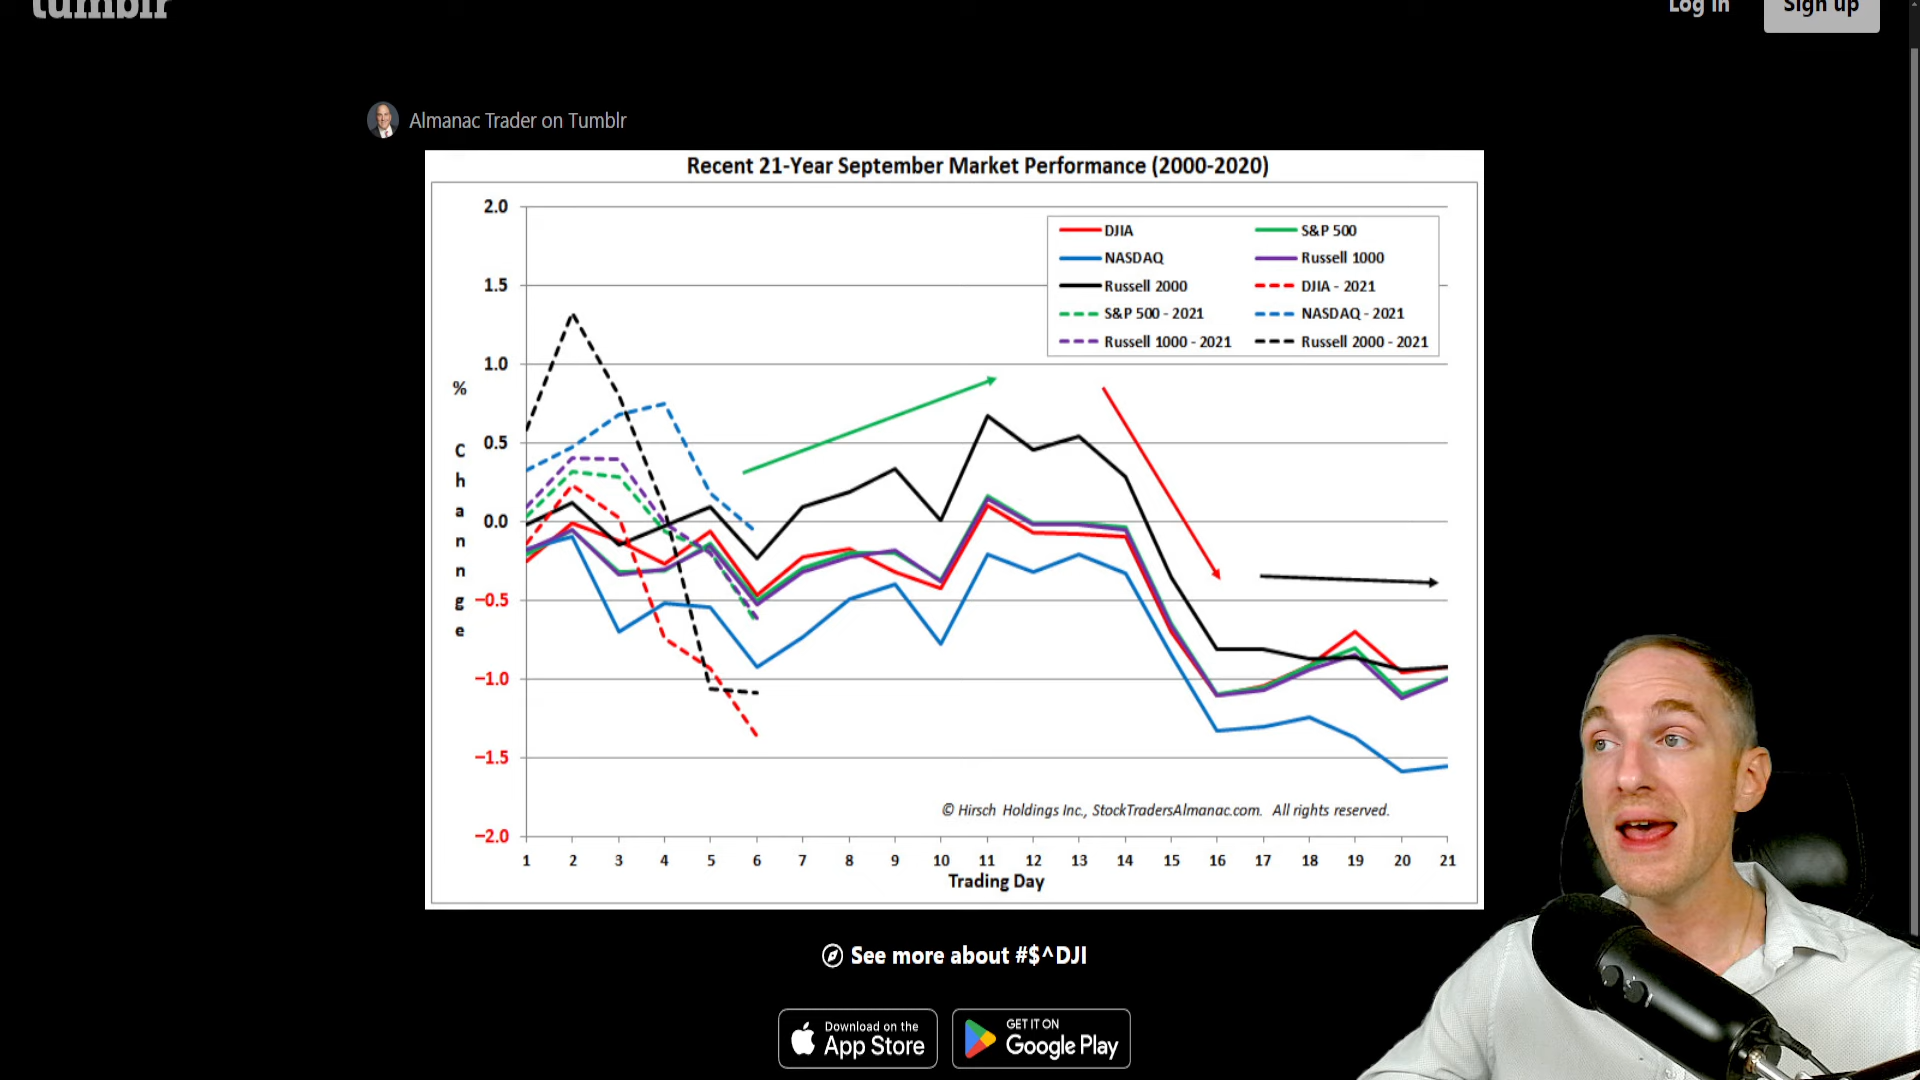 tumblr
Log in
Sign up
Almanac Trader on Tumblr
Recent 21-Year September Market Performance (2000-2020)
DJIA S&P 500
NASDAQ Russell 1000
Russell 2000 DJIA - 2021
S&P 500 - 2021 NASDAQ - 2021
Russell 1000 - 2021 Russell 2000 - 2021
% Change
2.0
1.5
1.0
0.5
0.0
−0.5
−1.0
−1.5
−2.0
© Hirsch Holdings Inc., StockTradersAlmanac.com. All rights reserved.
1 2 3 4 5 6 7 8 9 10 11 12 13 14 15 16 17 18 19 20 21
Trading Day
See more about #$^DJI
Download on the
App Store
GET IT ON
Google Play